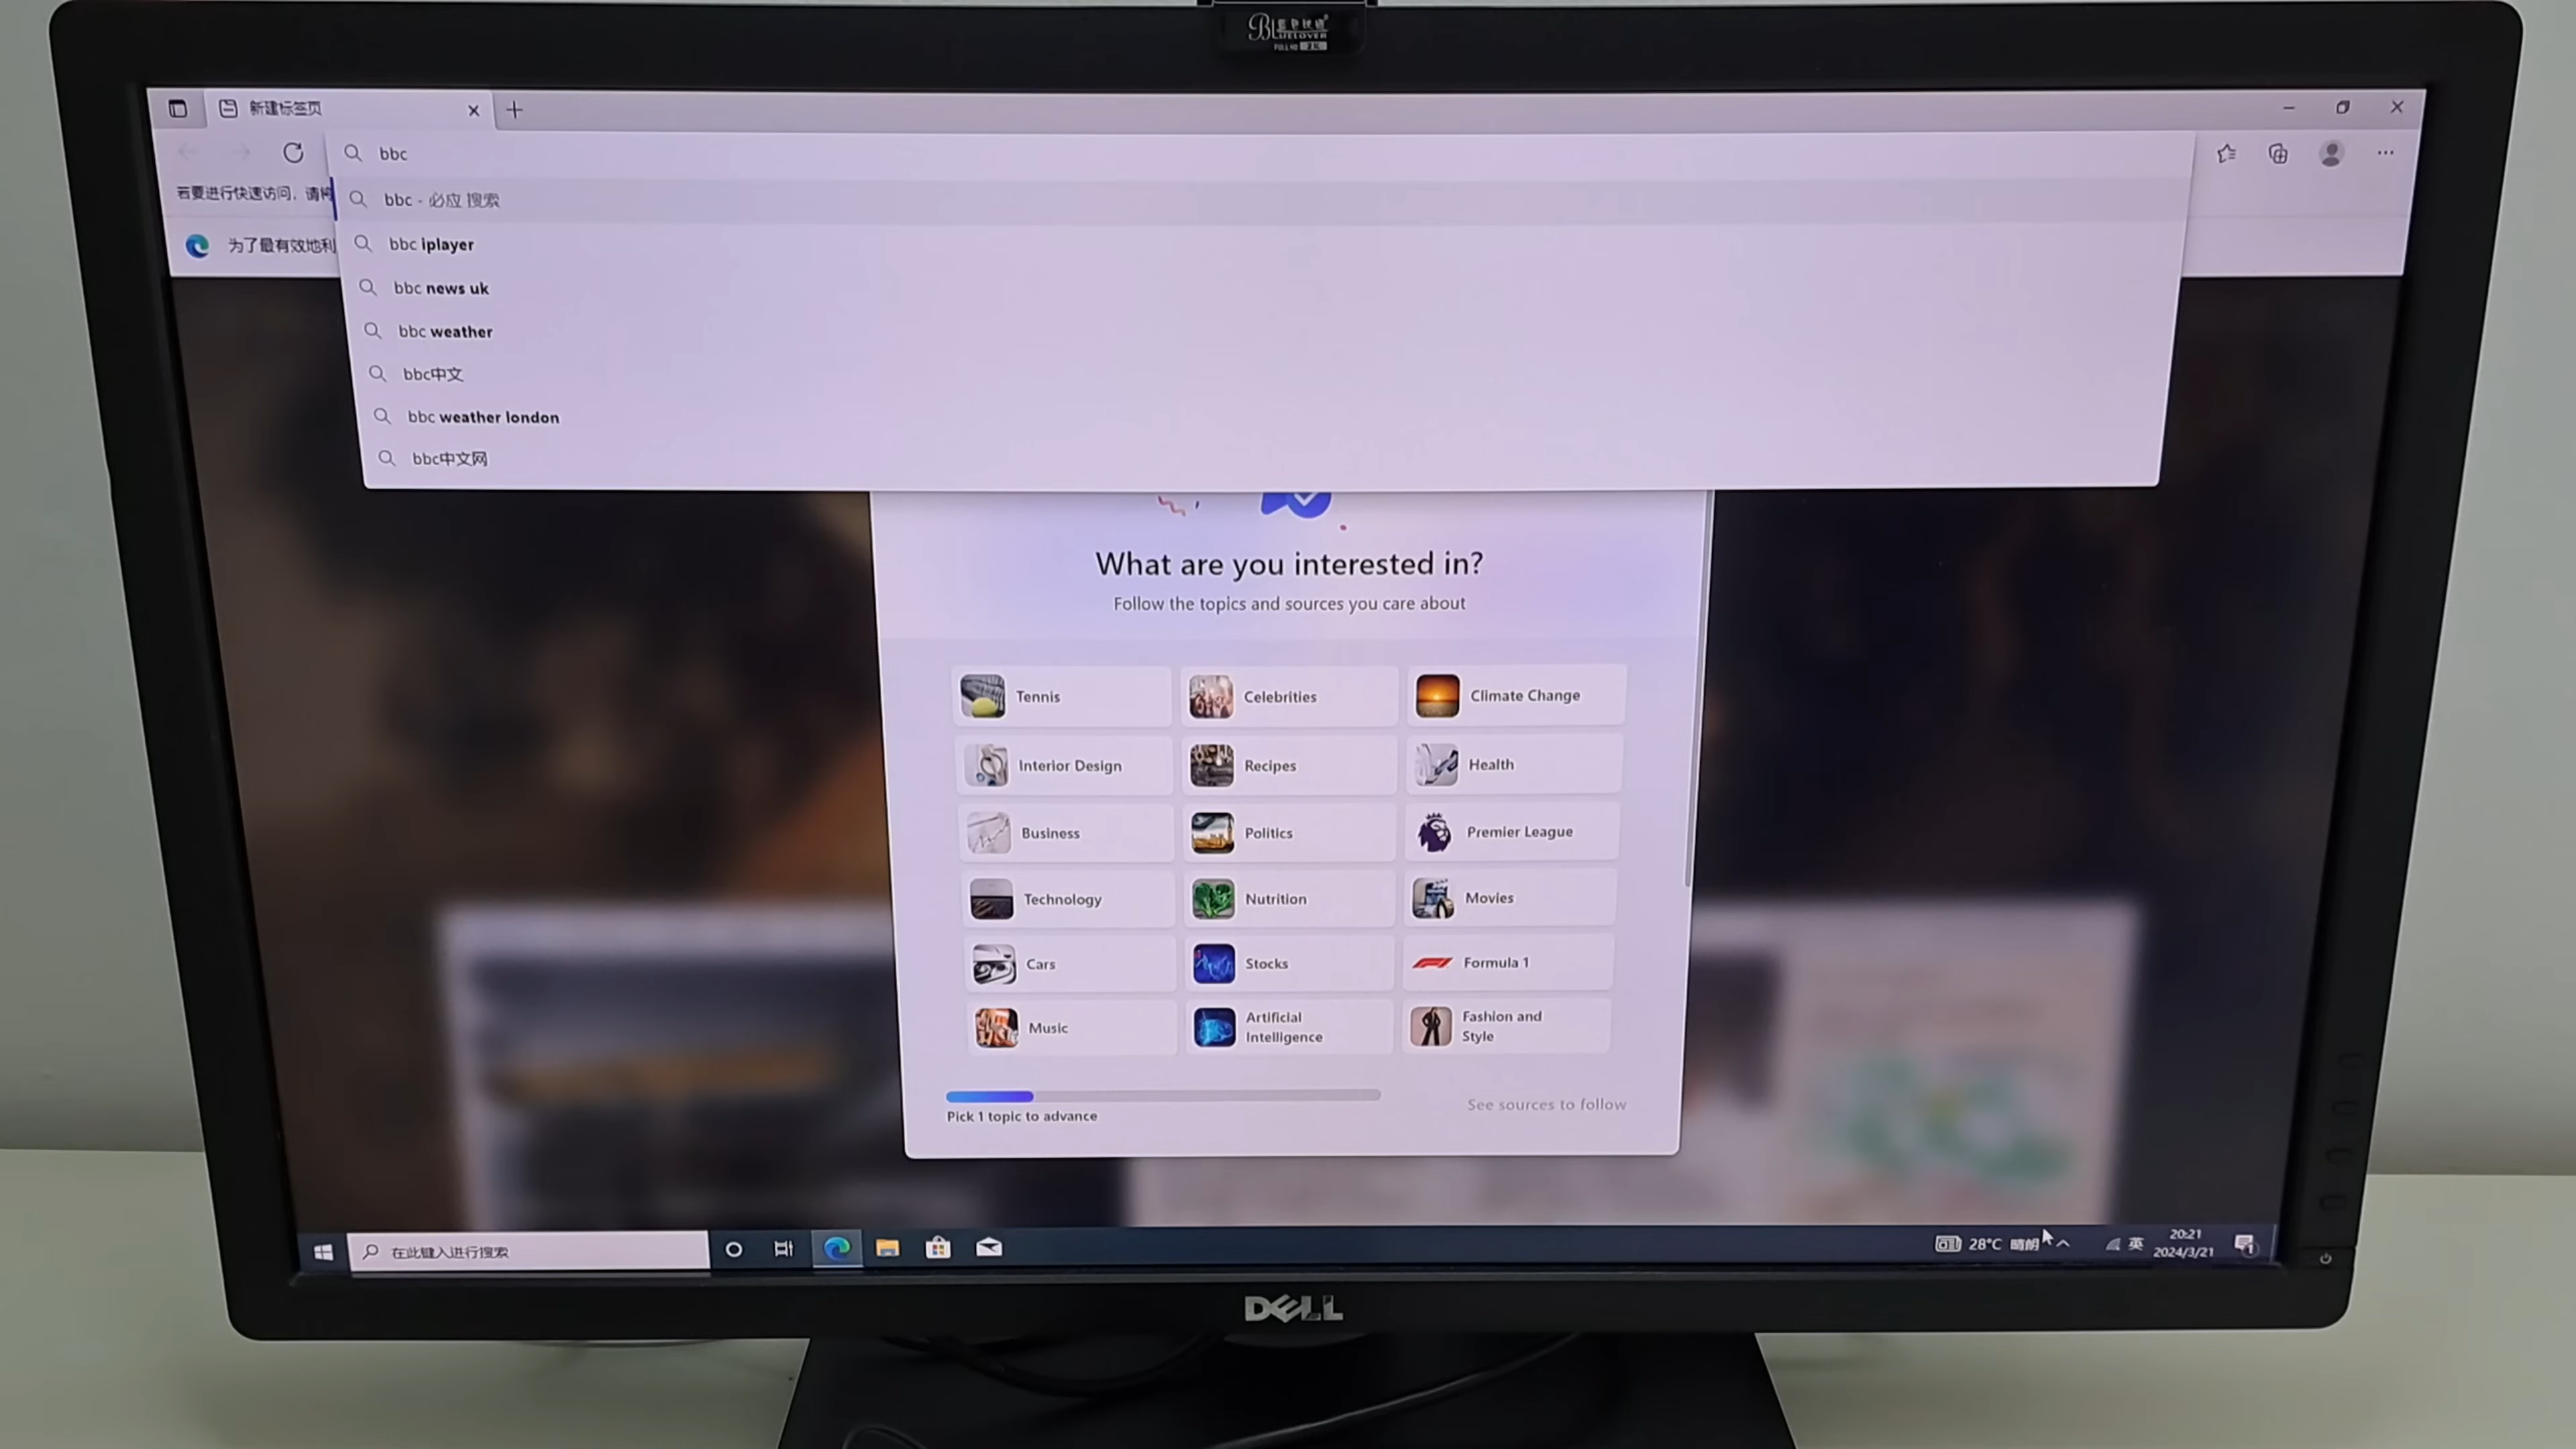 BLUELOVER
FULL HD 2K
新建标签页
bbc
若要进行快速访问，请将
bbc - 必应 搜索
为了最有效地利
bbc iplayer
bbc news uk
bbc weather
bbc中文
bbc weather london
bbc中文网
What are you interested in?
Follow the topics and sources you care about
Tennis
Celebrities
Climate Change
Interior Design
Recipes
Health
Business
Politics
Premier League
Technology
Nutrition
Movies
Cars
Stocks
Formula 1
Music
Artificial
Intelligence
Fashion and
Style
Pick 1 topic to advance
See sources to follow
在此键入进行搜索
28°C 晴朗
英
20:21
2024/3/21
1
DELL